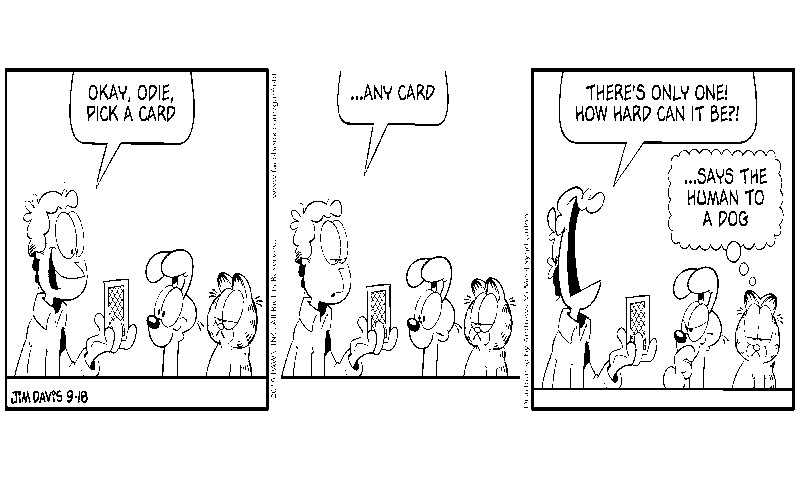 OKAY, ODIE,
PICK A CARD
...ANY CARD
THERE'S ONLY ONE!
HOW HARD CAN IT BE?!
...SAYS THE
HUMAN TO
A DOG
JIM DAVIS 9-18